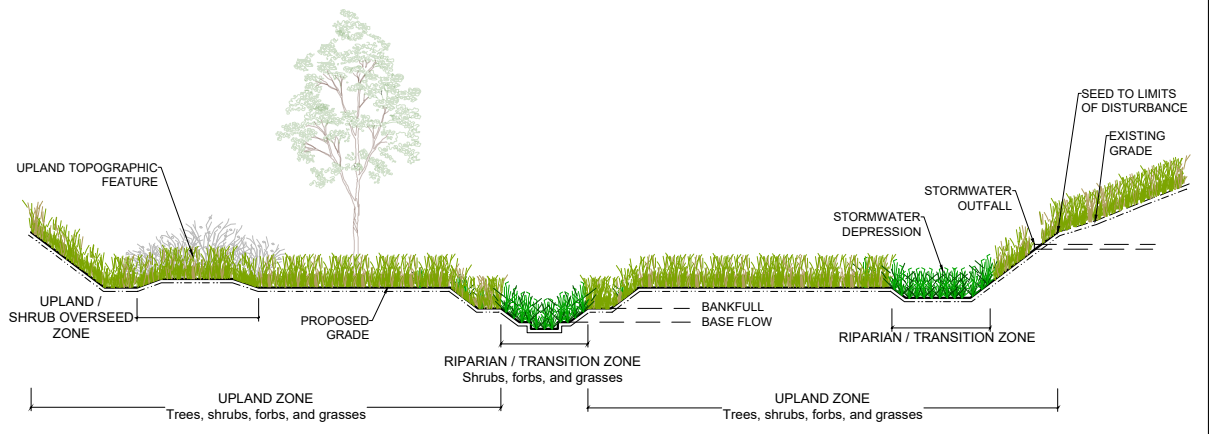 SEED TO LIMITS
OF DISTURBANCE
EXISTING
GRADE
UPLAND TOPOGRAPHIC
FEATURE
STORMWATER
OUTFALL
STORMWATER
DEPRESSION
UPLAND /
SHRUB OVERSEED
ZONE
PROPOSED
GRADE
BANKFULL
BASE FLOW
RIPARIAN / TRANSITION ZONE
Shrubs, forbs, and grasses
RIPARIAN / TRANSITION ZONE
UPLAND ZONE
Trees, shrubs, forbs, and grasses
UPLAND ZONE
Trees, shrubs, forbs, and grasses